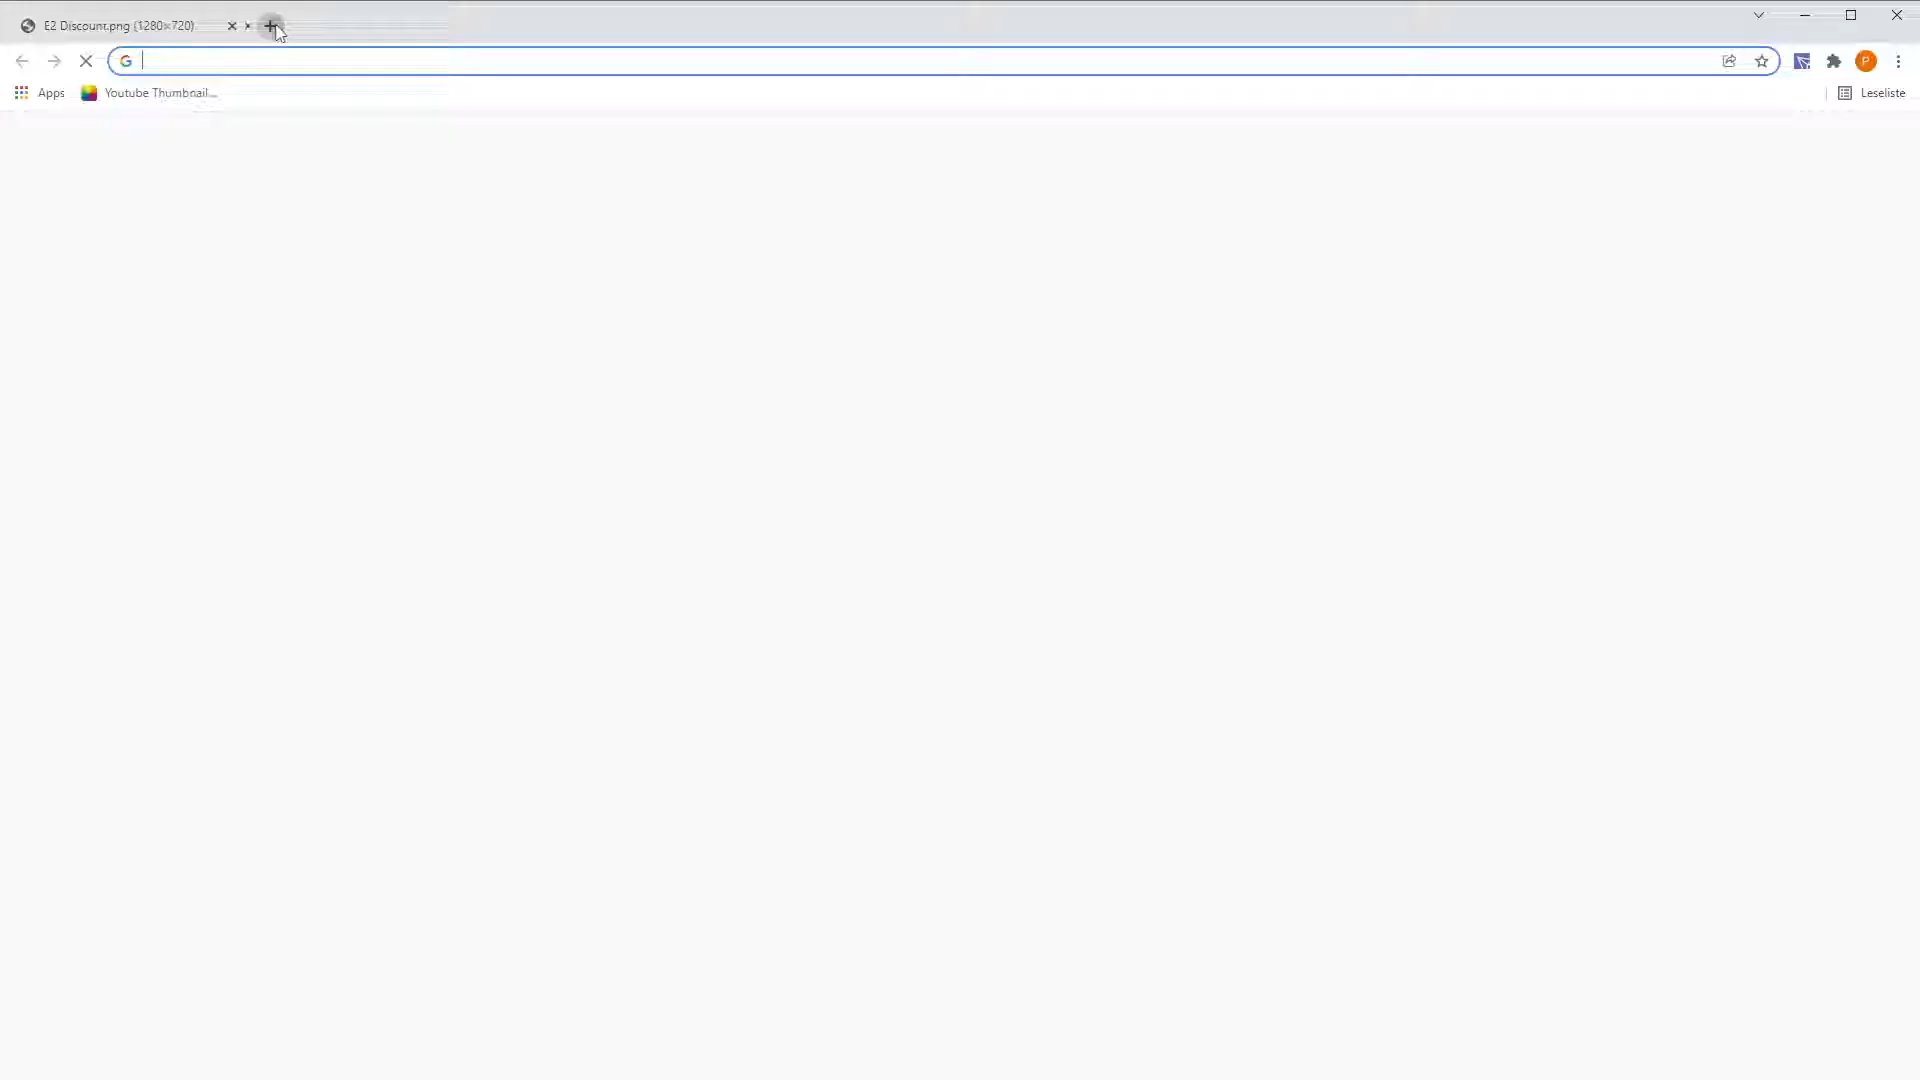 E2 Discount.png (1280×720)
Apps
Youtube Thumbnail...
Leseliste
P